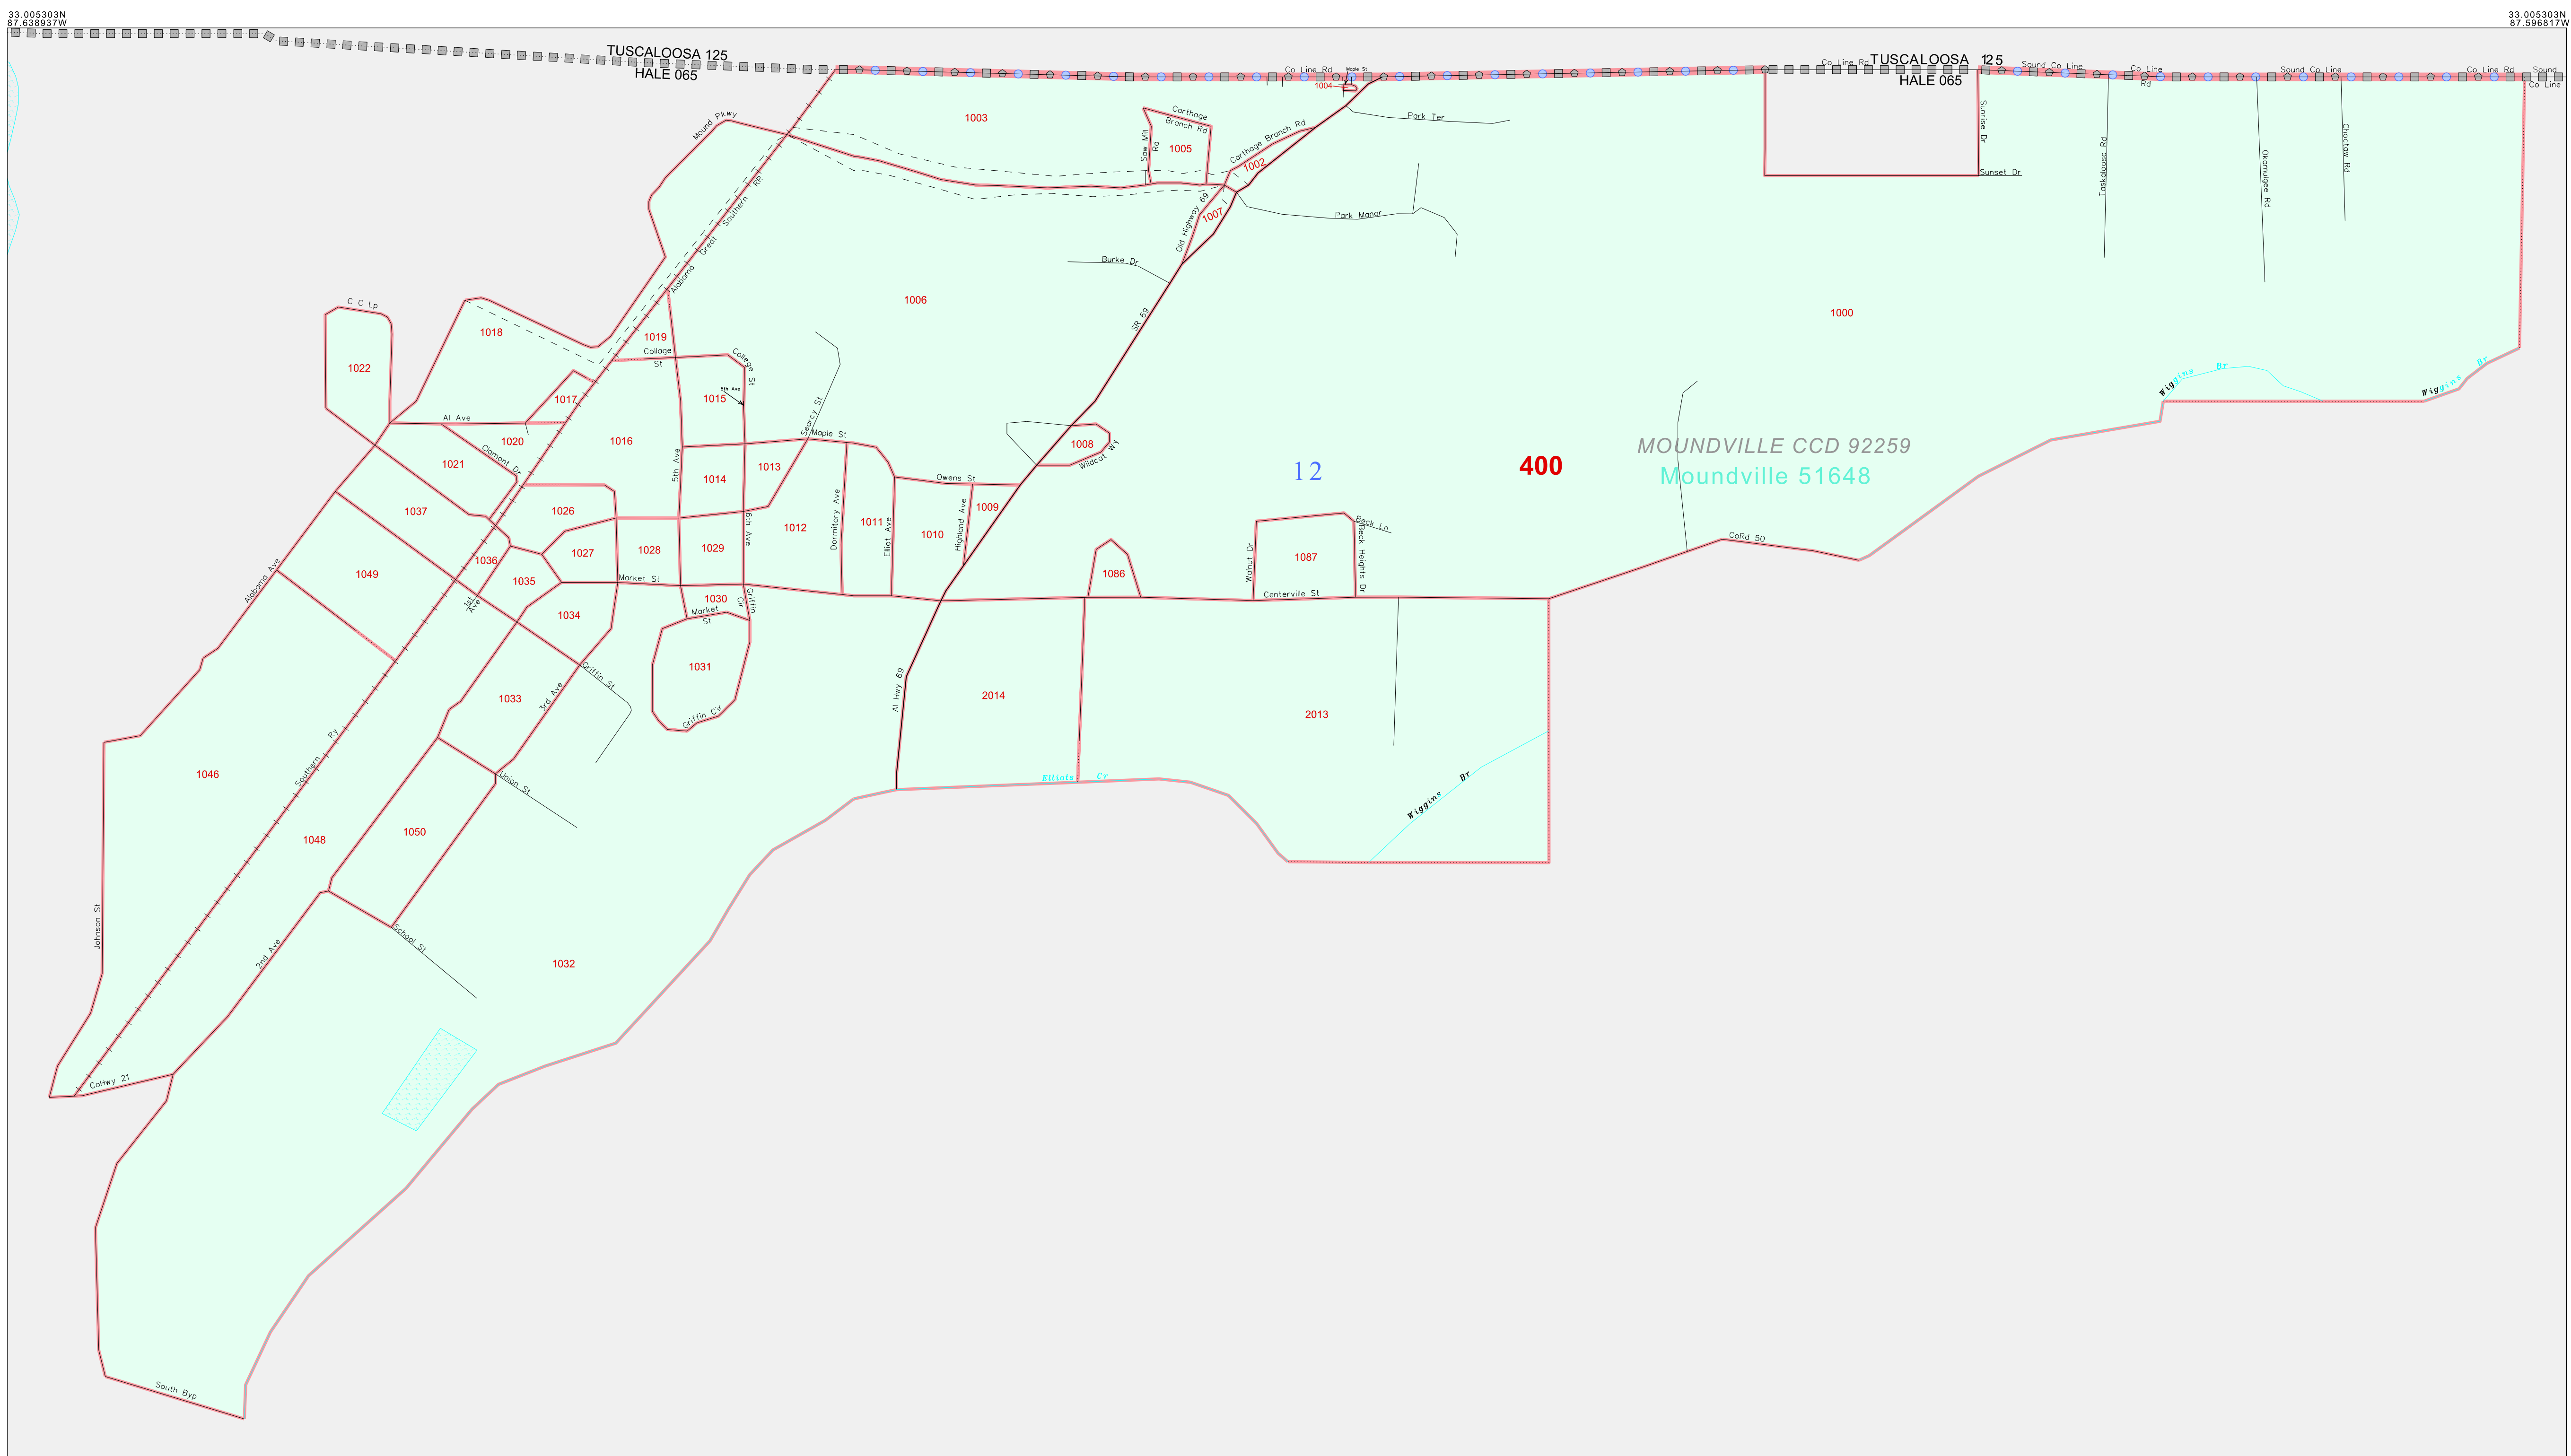 33.005303N
87.638937W
33.005303N
87.596817W
TUSCALOOSA 125
HALE 065
TUSCALOOSA 125
HALE 065
Co Line Rd
Maple St
Co Line Rd
Sound Co Line
Co Line
Rd
Sound Co Line
Co Line Rd
Sound
Co Line
1004
1003
Mound Pkwy
Carthage
Branch Rd
Saw Mill
Rd
1005
Carthage Branch Rd
1002
Park Ter
Sunrise Dr
Sunset Dr
Taskaloosa Rd
Okamulgee Rd
Choctaw Rd
Alabama Great Southern RR
Old Highway 69
1007
Park Manor
Burke Dr
1006
SR 69
1000
C C Lp
1018
1019
Collage
St
College St
1022
6th Ave
1015
1017
Al Ave
1020
1016
Searcy St
Maple St
1008
Wildcat Wy
Wiggins Br
Wiggins Br
MOUNDVILLE CCD 92259
Moundville 51648
12
400
Clamont Dr
1021
5th Ave
1014
1013
Owens St
1009
Highland Ave
1037
1026
6th Ave
1012
Dormitory Ave
1011
Elliot Ave
1010
Beck Ln
Beck Heights Dr
CoRd 50
1027
1028
1029
1036
1035
1049
Alabama Ave
1st
Ave
Market St
1086
Walnut Dr
1087
Centerville St
1030
Griffin
Cir
Market
St
1034
1031
Griffin St
Griffin Cir
1033
3rd Ave
Al Hwy 69
2014
2013
Elliots Cr
Wiggins Br
1046
Southern Ry
Union St
1048
1050
Johnson St
2nd Ave
School St
1032
CoHwy 21
South Byp